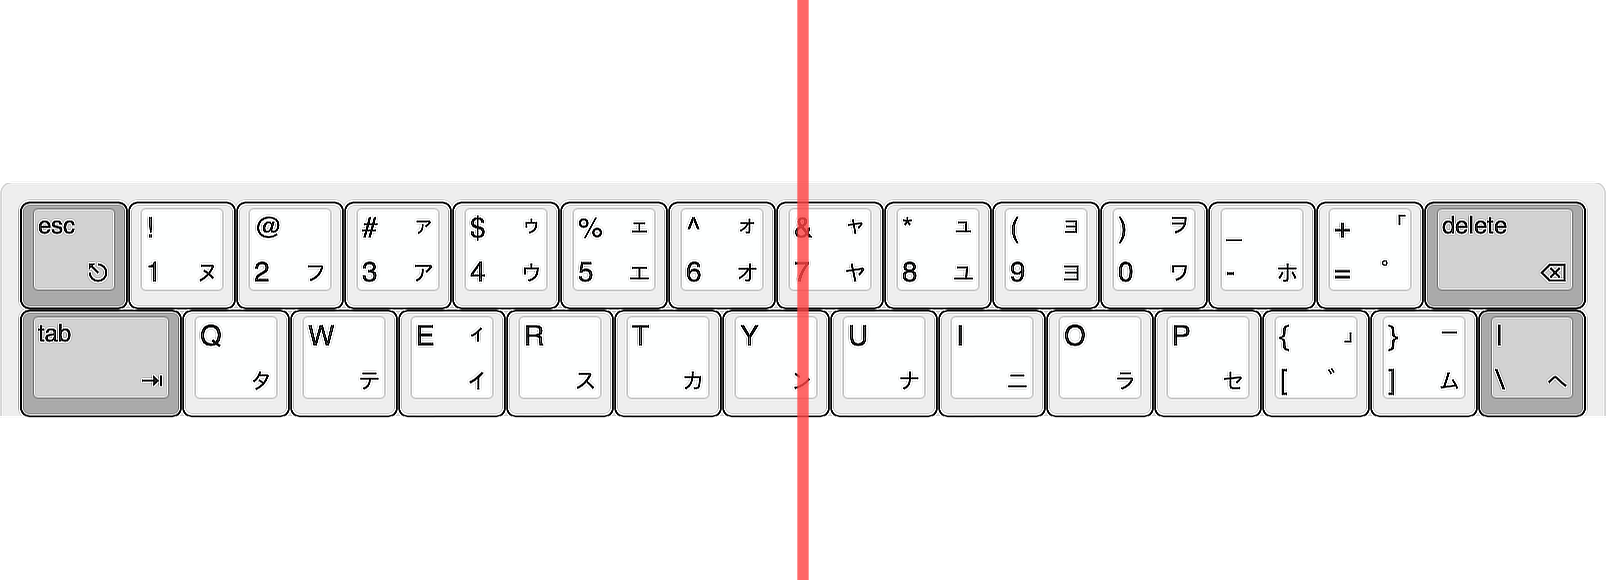 esc ! @ # ァ $ ゥ % ェ ^ ォ & ャ * ュ ( ョ ) ヲ _ + 「 delete
1 ヌ 2 フ 3 ア 4 ウ 5 エ 6 オ 7 ヤ 8 ユ 9 ヨ 0 ワ - ホ = ゜
tab Q W E ィ R T Y U I O P { 」 } ー |
タ テ イ ス カ ン ナ ニ ラ セ [ ゛ ] ム \ ヘ